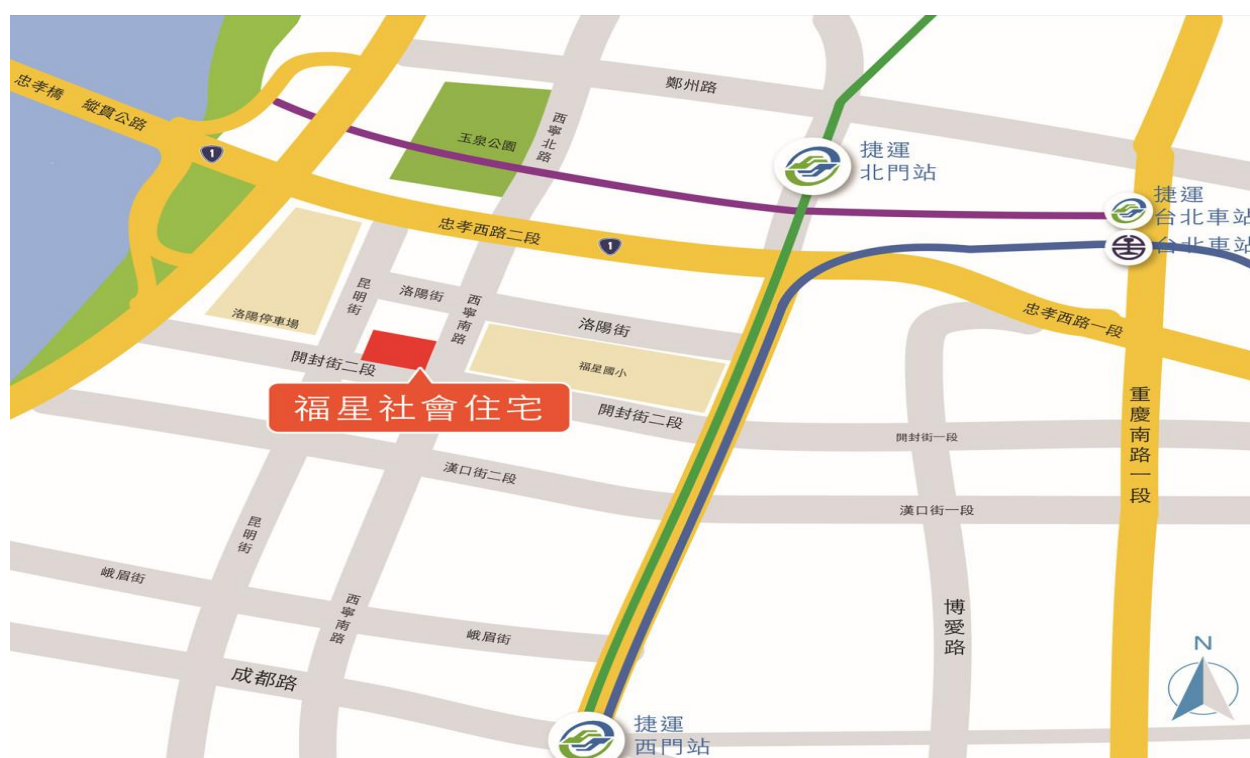 忠孝橋 縱貫公路
1
鄭州路
西寧北路
玉泉公園
捷運
北門站
捷運
台北車站
台北車站
忠孝西路二段
1
昆明街
洛陽街
西寧南路
洛陽街
洛陽停車場
忠孝西路一段
開封街二段
福星國小
福星社會住宅
開封街二段
開封街一段
重慶南路一段
漢口街二段
漢口街一段
昆明街
峨眉街
西寧南路
峨眉街
博愛路
成都路
N
捷運
西門站